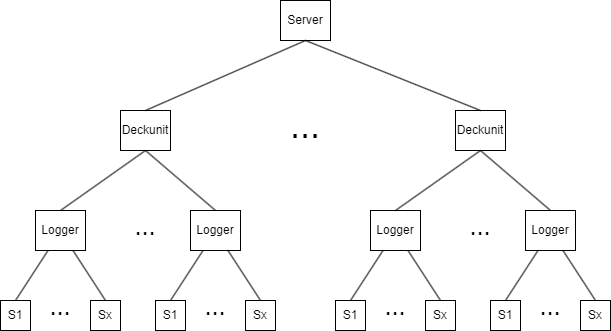 Server
Deckunit ... Deckunit
Logger ... Logger Logger ... Logger
S1 ... Sx S1 ... Sx S1 ... Sx S1 ... Sx